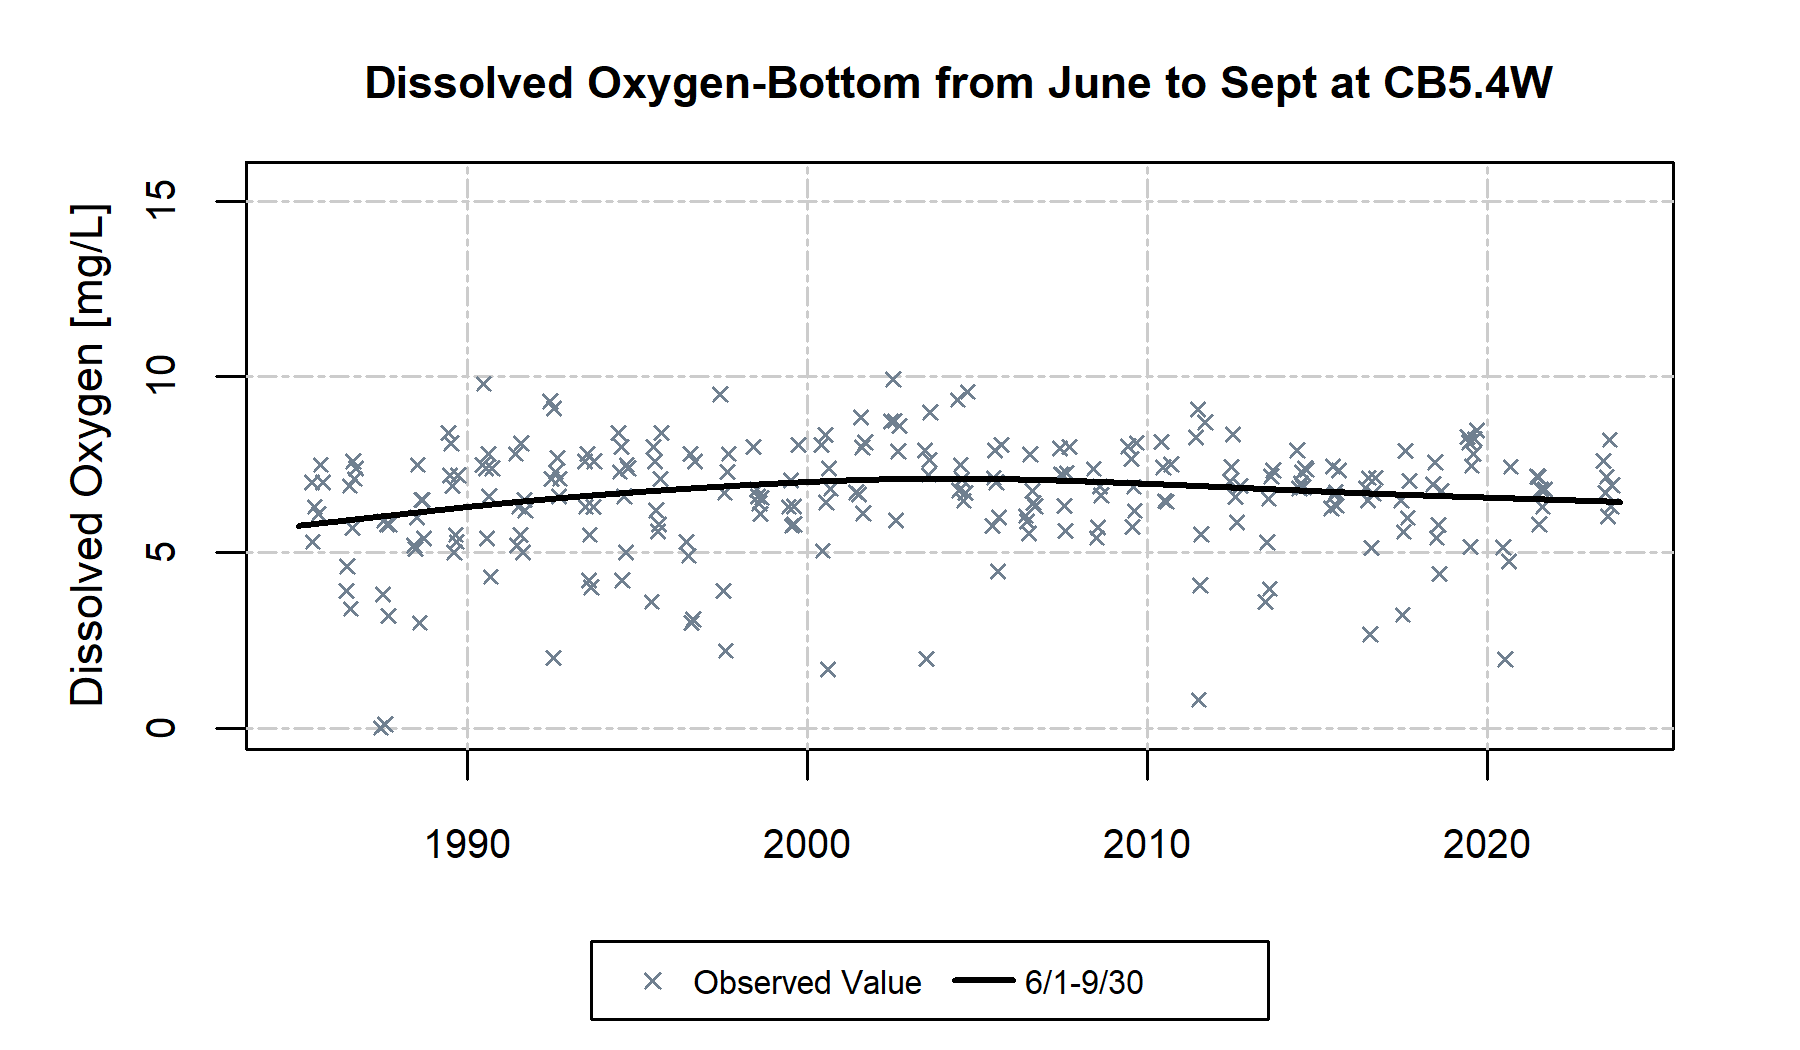 Dissolved Oxygen-Bottom from June to Sept at CB5.4W
Dissolved Oxygen [mg/L]
15
10
5
0
1990 2000 2010 2020
Observed Value 6/1-9/30